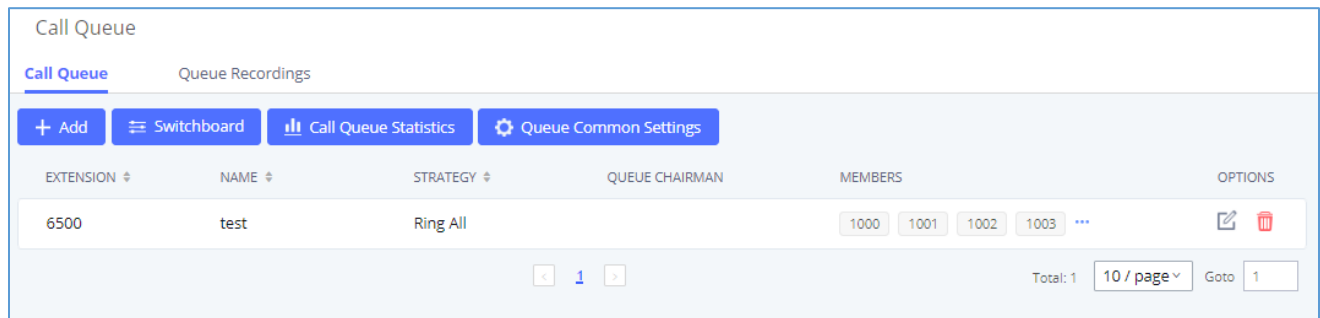 Call Queue
Call Queue Queue Recordings
+ Add Switchboard Call Queue Statistics Queue Common Settings
EXTENSION NAME STRATEGY QUEUE CHAIRMAN MEMBERS OPTIONS
6500 test Ring All 1000 1001 1002 1003 ···
< 1 > Total: 1 10 / page Goto 1